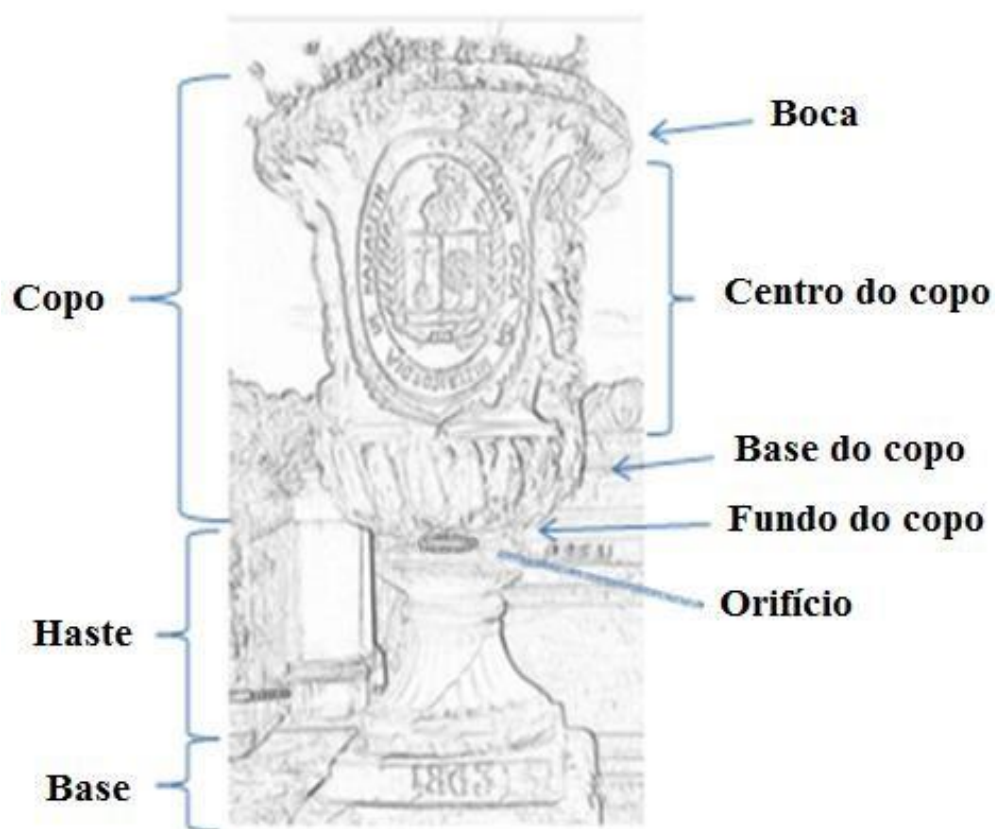 Boca
Copo
Centro do copo
Base do copo
Fundo do copo
Orifício
Haste
Base